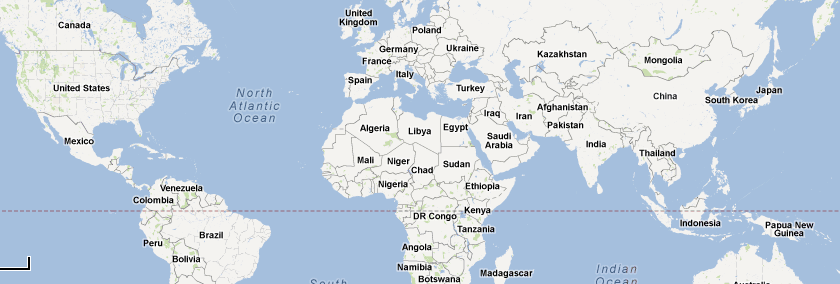 Canada
United
Kingdom
Poland
Germany
Ukraine
Kazakhstan
France
Mongolia
Italy
Spain
United States
Turkey
Japan
China
South Korea
North
Atlantic
Ocean
Afghanistan
Iraq
Iran
Pakistan
Algeria
Libya
Egypt
Saudi
Arabia
Mexico
India
Thailand
Mali
Niger
Chad
Sudan
Nigeria
Ethiopia
Venezuela
Colombia
Kenya
DR Congo
Indonesia
Papua New
Guinea
Tanzania
Brazil
Peru
Angola
Bolivia
Namibia
Madagascar
Indian
Ocean
Botswana
South
Australia